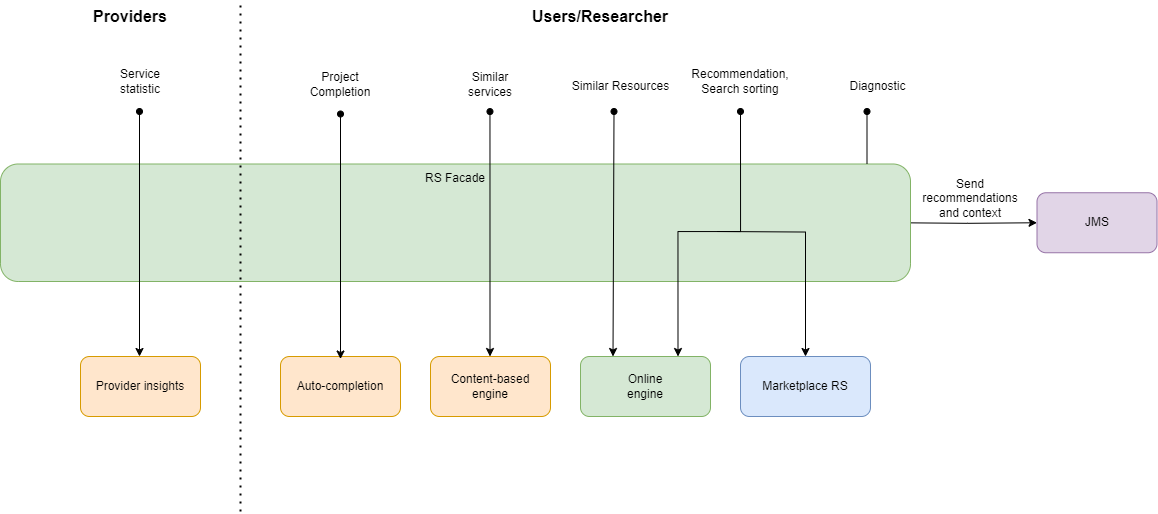 Providers
Users/Researcher
Service
statistic
Project
Completion
Similar
services
Similar Resources
Recommendation,
Search sorting
Diagnostic
RS Facade
Send
recommendations
and context
JMS
Provider insights
Auto-completion
Content-based
engine
Online
engine
Marketplace RS